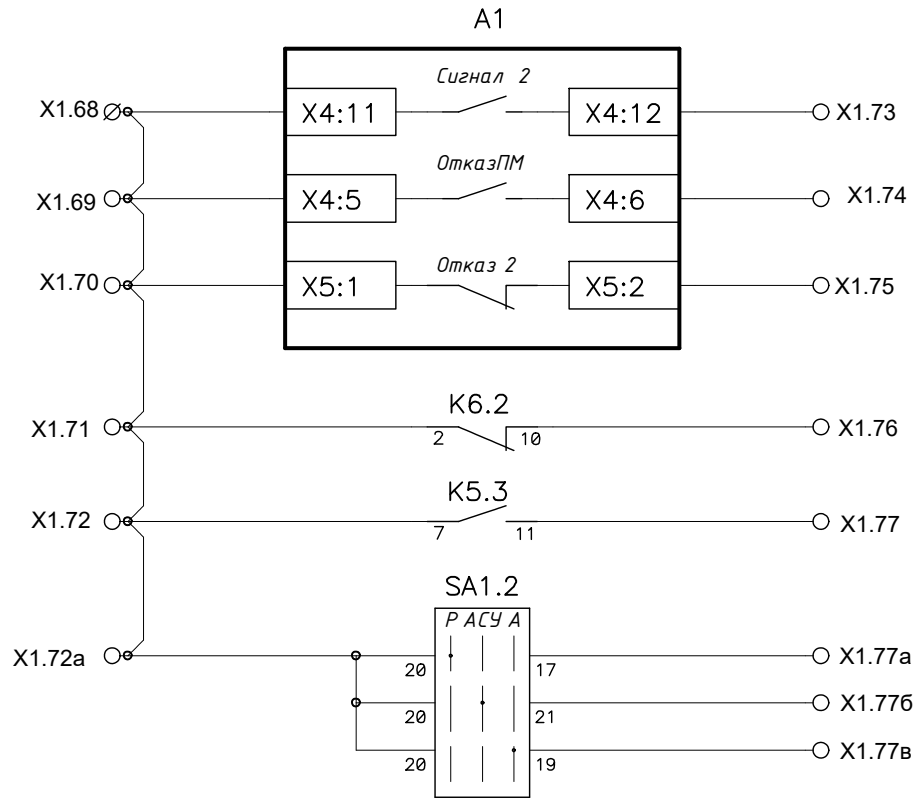 A1
Сигнал 2
X1.68 X4:11 X4:12 X1.73
ОтказПМ
X1.69 X4:5 X4:6 X1.74
Отказ 2
X1.70 X5:1 X5:2 X1.75
K6.2
X1.71 2 10 X1.76
K5.3
X1.72 7 11 X1.77
SA1.2
Р АСУ А
X1.72а 20 17 X1.77а
20 21 X1.77б
20 19 X1.77в